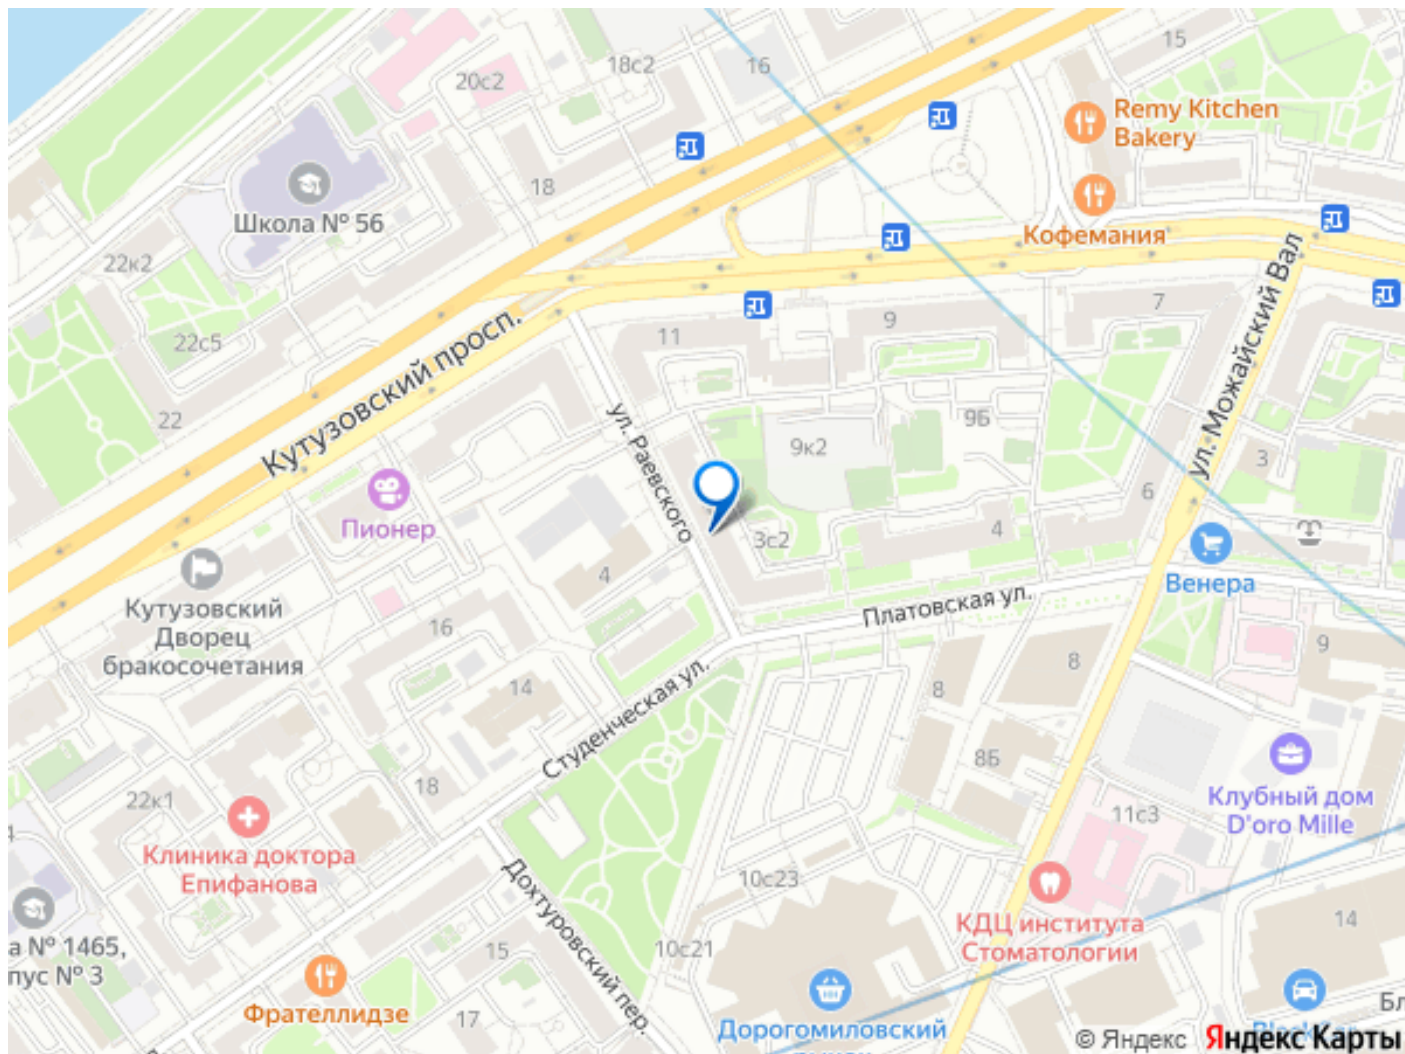 15
18с2
16
20с2
Remy Kitchen
Bakery
18
Школа № 56
Кофемания
22к2
ул. Можайский Вал
7
9
11
22с5
Кутузовский просп.
22
ул. Раевского
9Б
9к2
3
6
Пионер
4
3с2
Венера
4
Кутузовский
Дворец
бракосочетания
Платовская ул.
16
9
8
8
14
Студенческая ул.
8Б
18
22к1
Клубный дом
D'oro Mille
11с3
Клиника доктора
Епифанова
10с23
Дохтуровский пер.
14
КДЦ института
Стоматологии
а № 1465,
пус № 3
15
10с21
Фрателлидзе
17
Дорогомиловский
Бл
© Яндекс Яндекс Карты